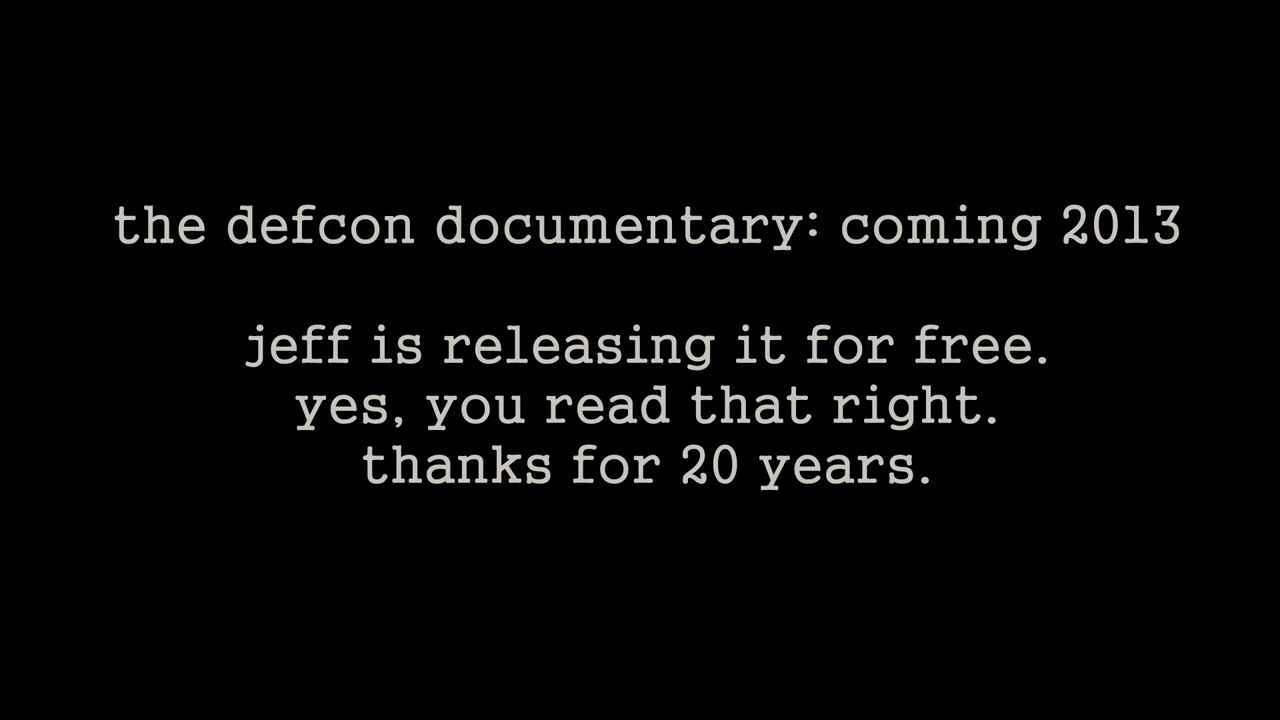 the defcon documentary: coming 2013
jeff is releasing it for free.
yes, you read that right.
thanks for 20 years.